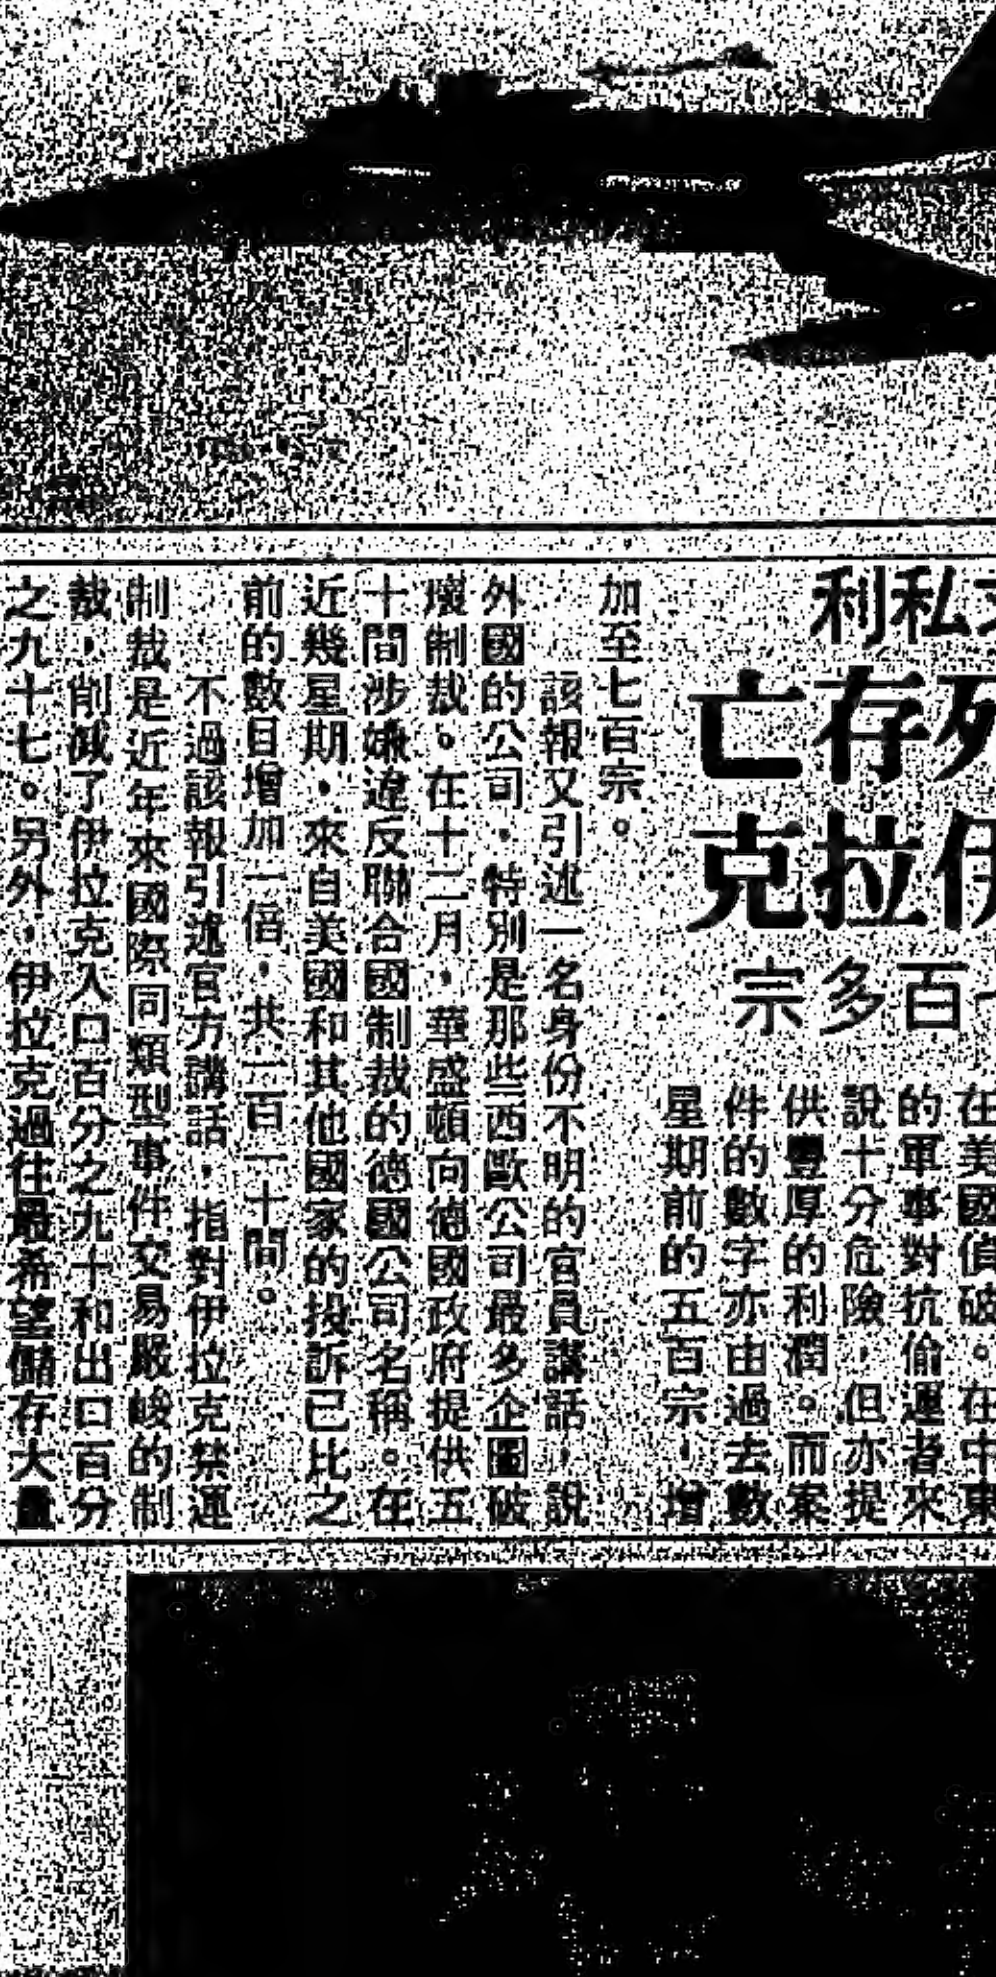 私利
存亡
拉克
百多宗
在美國偵破。在中東
的軍事對抗偷運者來
說十分危險，但亦提
供豐厚的利潤。而案
件的數字亦由過去數
星期前的五百宗，增
加至七百宗。
該報又引述一名身份不明的官員講話，說
外國的公司，特別是那些西歐公司最多企圖破
壞制裁。在十二月，華盛頓向德國政府提供五
十間涉嫌違反聯合國制裁的德國公司名稱。在
近幾星期，來自美國和其他國家的投訴已比之
前的數目增加一倍，共一百一十間。
不過該報引述官方講話，指對伊拉克禁運
制裁是近年來國際同類型事件交易嚴峻的制
裁，削減了伊拉克入口百分之九十和出口百分
之九十七。另外，伊拉克過往最希望儲存大量